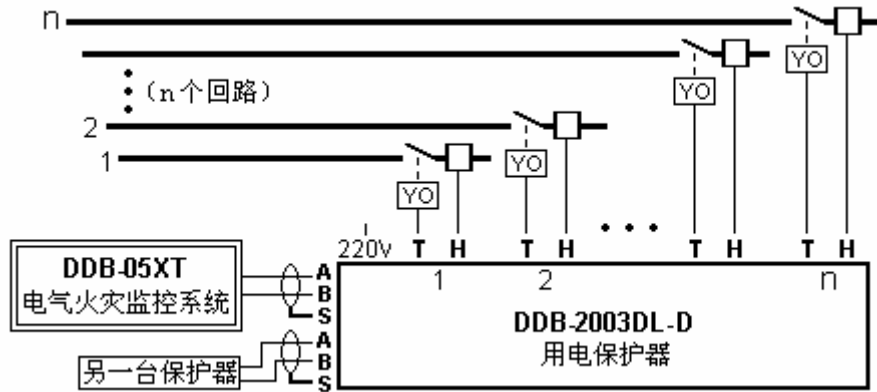 n
YO
(n个回路)
YO
2
1
YO
YO
220V T H T H T H T H
1 2 n
DDB-05XT
电气火灾监控系统
A
B
S
DDB-2003DL-D
用电保护器
另一台保护器
A
B
S